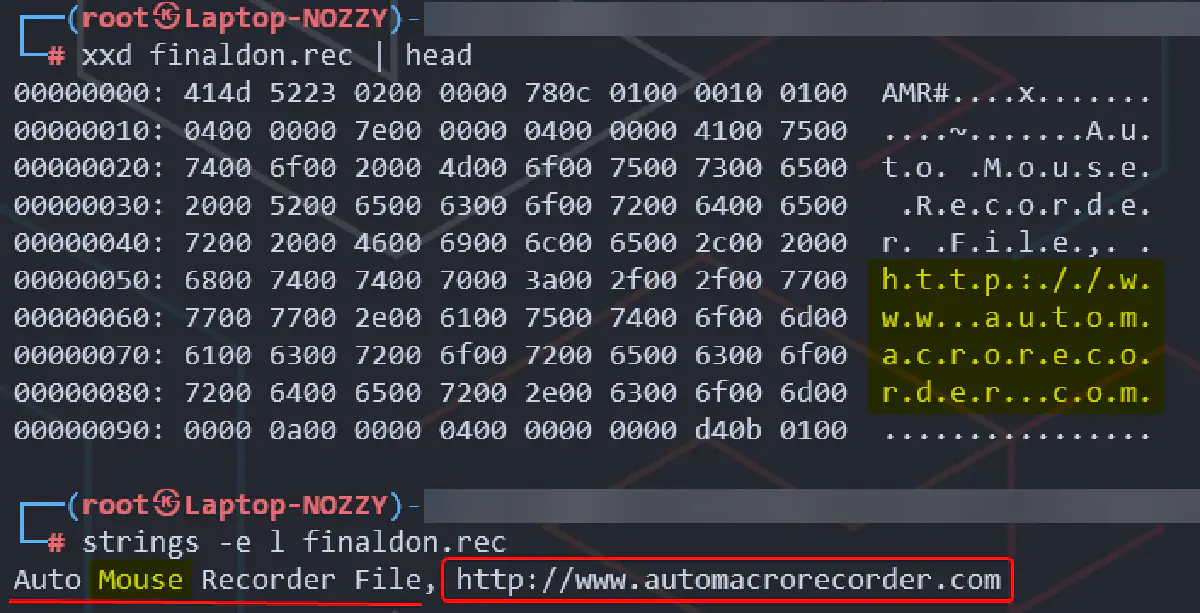 (root㉿Laptop-NOZZY)-
# xxd finaldon.rec | head
00000000: 414d 5223 0200 0000 780c 0100 0010 0100  AMR#....x.......
00000010: 0400 0000 7e00 0000 0400 0000 4100 7500  ....~.......A.u.
00000020: 7400 6f00 2000 4d00 6f00 7500 7300 6500  t.o. .M.o.u.s.e.
00000030: 2000 5200 6500 6300 6f00 7200 6400 6500   .R.e.c.o.r.d.e.
00000040: 7200 2000 4600 6900 6c00 6500 2c00 2000  r. .F.i.l.e.,. .
00000050: 6800 7400 7400 7000 3a00 2f00 2f00 7700  h.t.t.p.:././.w.
00000060: 7700 7700 2e00 6100 7500 7400 6f00 6d00  w.w...a.u.t.o.m.
00000070: 6100 6300 7200 6f00 7200 6500 6300 6f00  a.c.r.o.r.e.c.o.
00000080: 7200 6400 6500 7200 2e00 6300 6f00 6d00  r.d.e.r...c.o.m.
00000090: 0000 0a00 0000 0400 0000 0000 d40b 0100  ................
(root㉿Laptop-NOZZY)-
# strings -e l finaldon.rec
Auto Mouse Recorder File, http://www.automacrorecorder.com